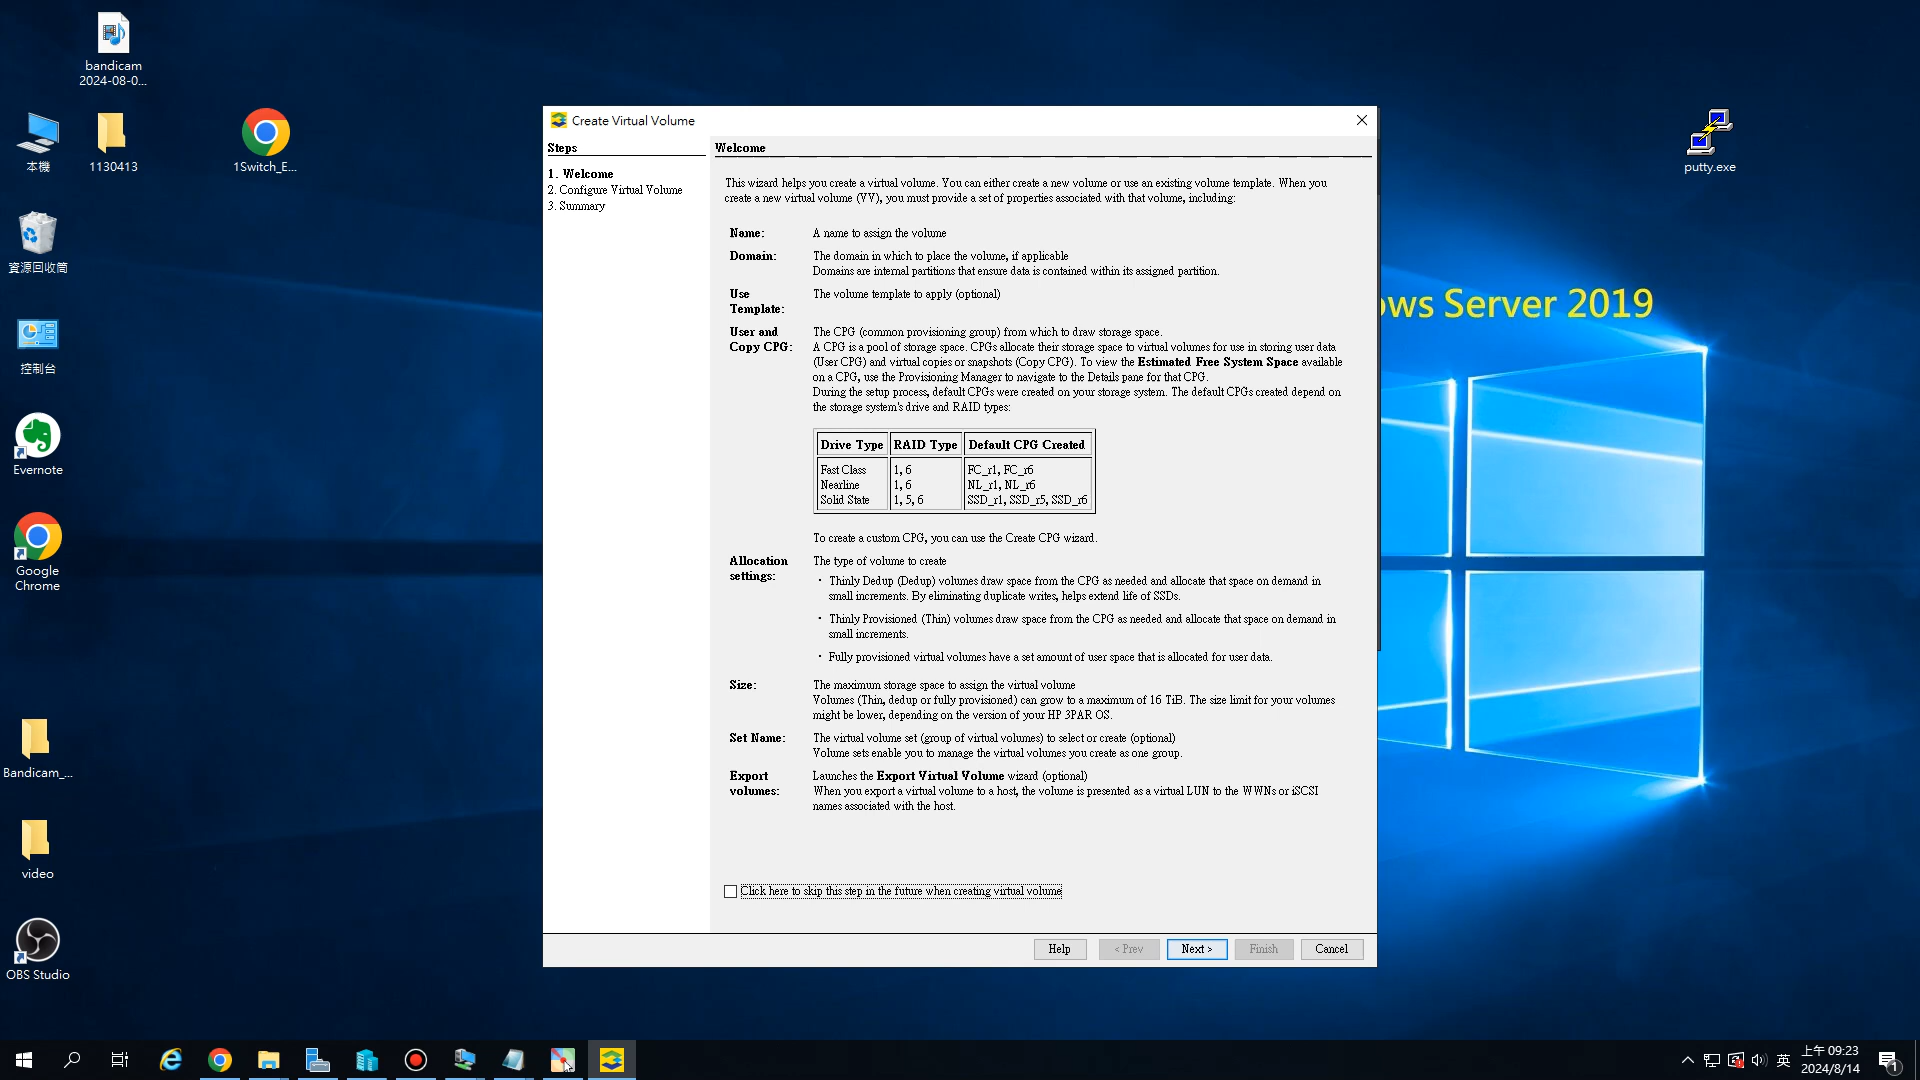 bandicam
2024-08-0...
本機
1130413
1Switch_E...
資源回收筒
控制台
Evernote
Google
Chrome
Bandicam_...
video
OBS Studio
putty.exe
ows Server 2019
Create Virtual Volume
Steps
1. Welcome
2. Configure Virtual Volume
3. Summary
Welcome
This wizard helps you create a virtual volume. You can either create a new volume or use an existing volume template. When you
create a new virtual volume (VV), you must provide a set of properties associated with that volume, including:
Name: A name to assign the volume
Domain: The domain in which to place the volume, if applicable
Domains are internal partitions that ensure data is contained within its assigned partition.
Use The volume template to apply (optional)
Template:
User and The CPG (common provisioning group) from which to draw storage space.
Copy CPG: A CPG is a pool of storage space. CPGs allocate their storage space to virtual volumes for use in storing user data
(User CPG) and virtual copies or snapshots (Copy CPG). To view the Estimated Free System Space available
on a CPG, use the Provisioning Manager to navigate to the Details pane for that CPG.
During the setup process, default CPGs were created on your storage system. The default CPGs created depend on
the storage system's drive and RAID types:
Drive Type RAID Type Default CPG Created
Fast Class 1, 6 FC_r1, FC_r6
Nearline 1, 6 NL_r1, NL_r6
Solid State 1, 5, 6 SSD_r1, SSD_r5, SSD_r6
To create a custom CPG, you can use the Create CPG wizard.
Allocation The type of volume to create
settings:
• Thinly Dedup (Dedup) volumes draw space from the CPG as needed and allocate that space on demand in
small increments. By eliminating duplicate writes, helps extend life of SSDs.
• Thinly Provisioned (Thin) volumes draw space from the CPG as needed and allocate that space on demand in
small increments.
• Fully provisioned virtual volumes have a set amount of user space that is allocated for user data.
Size: The maximum storage space to assign the virtual volume
Volumes (Thin, dedup or fully provisioned) can grow to a maximum of 16 TiB. The size limit for your volumes
might be lower, depending on the version of your HP 3PAR OS.
Set Name: The virtual volume set (group of virtual volumes) to select or create (optional)
Volume sets enable you to manage the virtual volumes you create as one group.
Export Launches the Export Virtual Volume wizard (optional)
volumes: When you export a virtual volume to a host, the volume is presented as a virtual LUN to the WWNs or iSCSI
names associated with the host.
Click here to skip this step in the future when creating virtual volume
Help < Prev Next > Finish Cancel
英
上午 09:23
2024/8/14
1